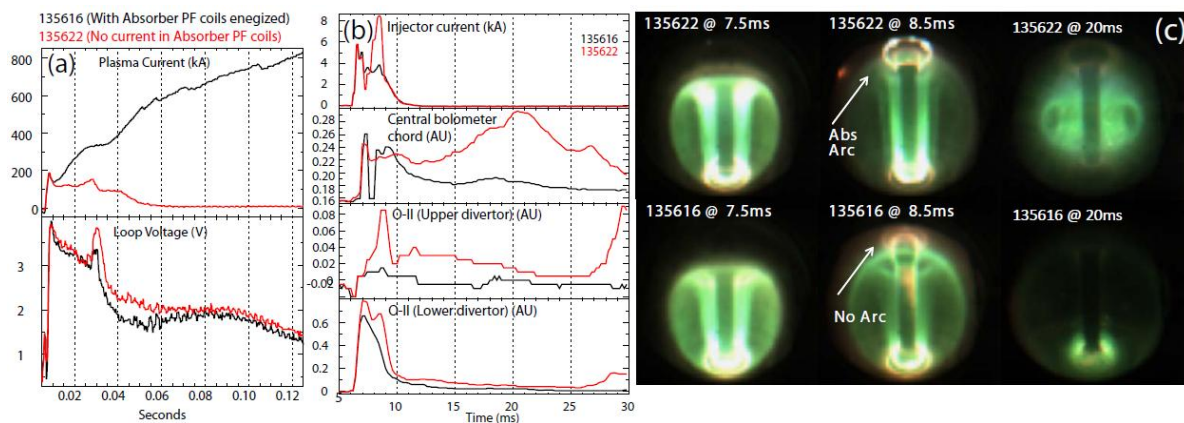 135616 (With Absorber PF coils enegized)
135622 (No current in Absorber PF coils)
(a)
Plasma Current (kA)
800
600
400
200
0
Loop Voltage (V)
3
2
1
0.02 0.04 0.06 0.08 0.10 0.12
Seconds
(b)
Injector current (kA)
135616
135622
8
6
4
2
0
Central bolometer
chord (AU)
0.28
0.26
0.24
0.22
0.20
0.18
0.16
O-II (Upper divertor) (AU)
0.08
0.06
0.04
0.02
0.00
-0.02
O-II (Lower divertor) (AU)
0.6
0.4
0.2
0.0
5 10 15 20 25 30
Time (ms)
(c)
135622 @ 7.5ms
135622 @ 8.5ms
135622 @ 20ms
Abs
Arc
135616 @ 7.5ms
135616 @ 8.5ms
135616 @ 20ms
No Arc